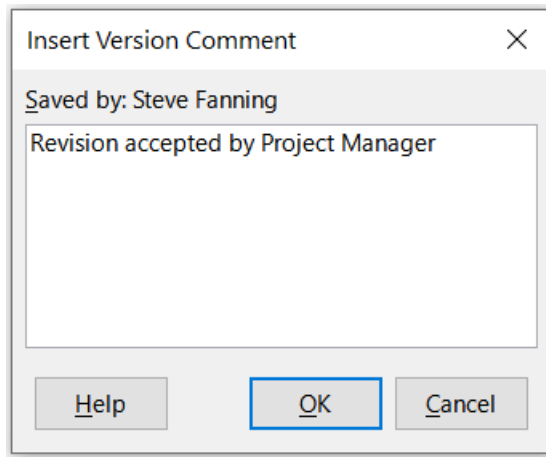 Insert Version Comment
Saved by: Steve Fanning
Revision accepted by Project Manager
Help OK Cancel